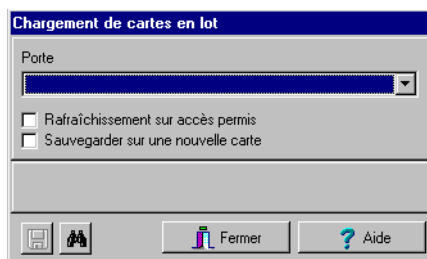 Chargement de cartes en lot
Porte
Rafraîchissement sur accès permis
Sauvegarder sur une nouvelle carte
Fermer
Aide